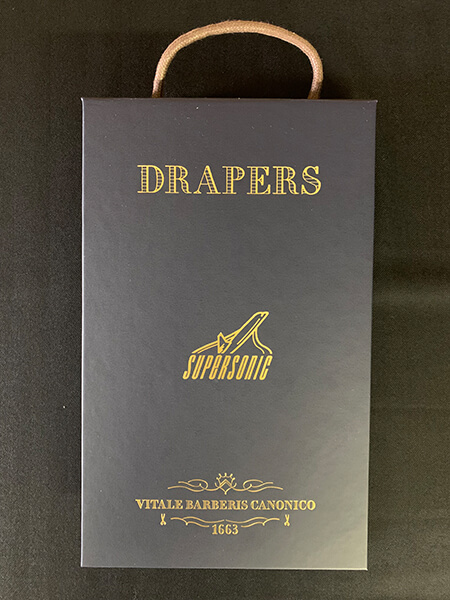 DRAPERS
SUPERSONIC
VITALE BARBERIS CANONICO
1663